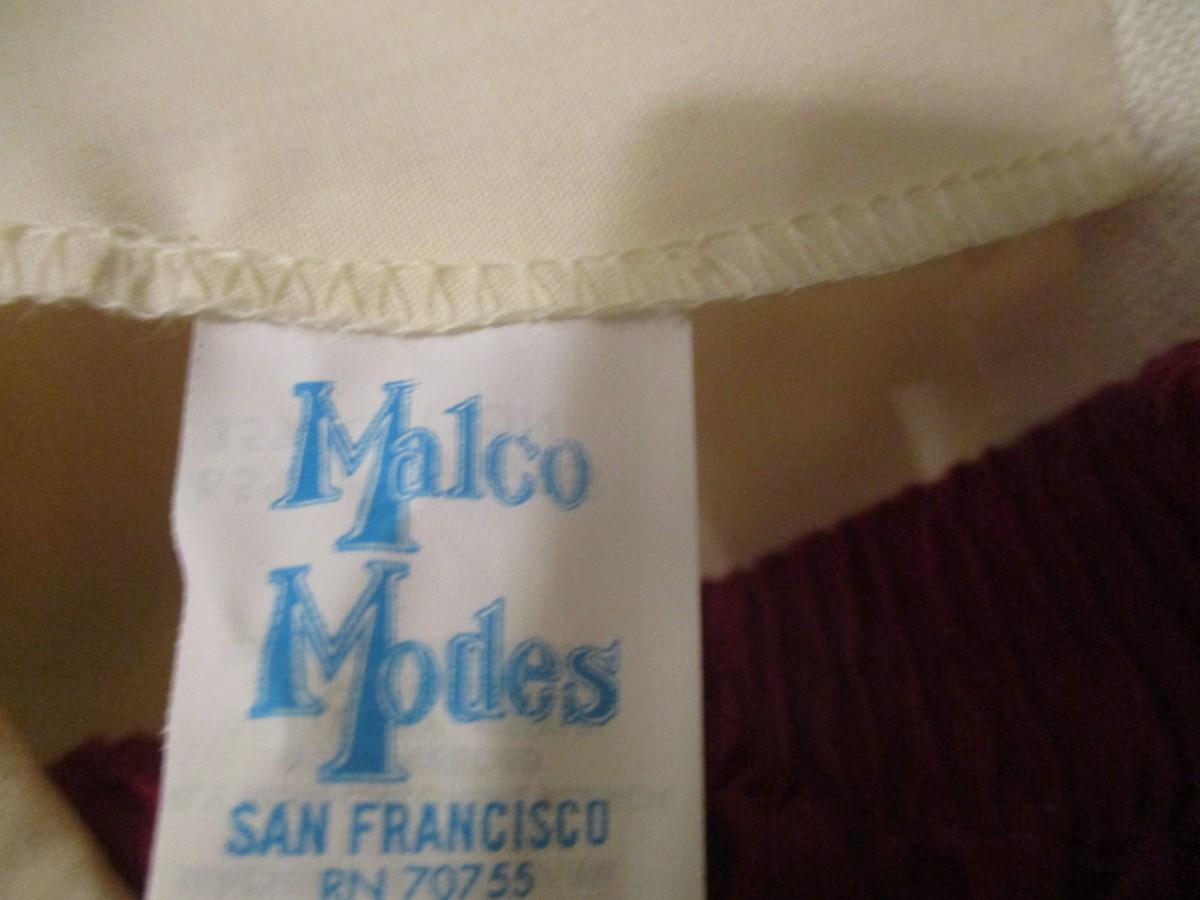 Malco
Modes
SAN FRANCISCO
RN 70755